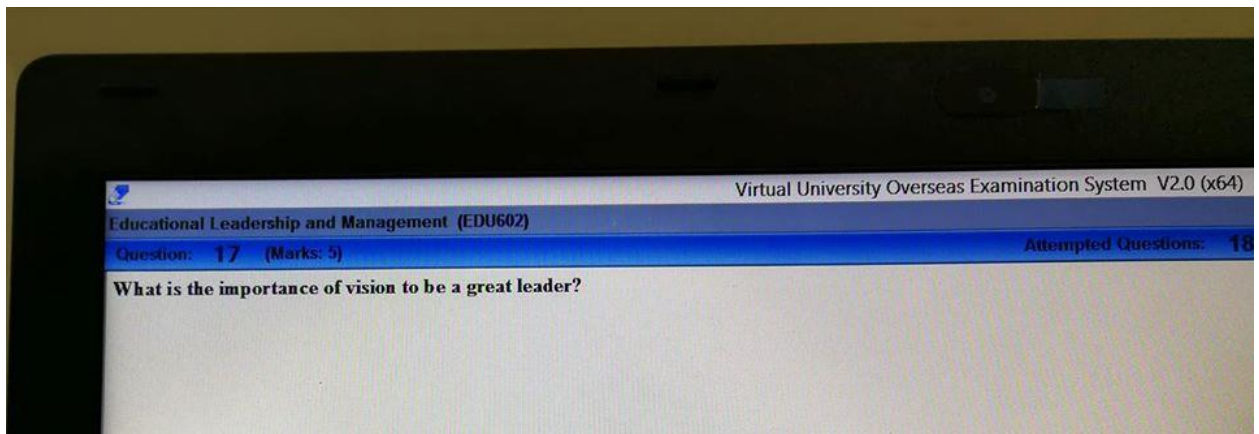 Virtual University Overseas Examination System V2.0 (x64)
Educational Leadership and Management (EDU602)
Question: 17 (Marks: 5) Attempted Questions: 18
What is the importance of vision to be a great leader?